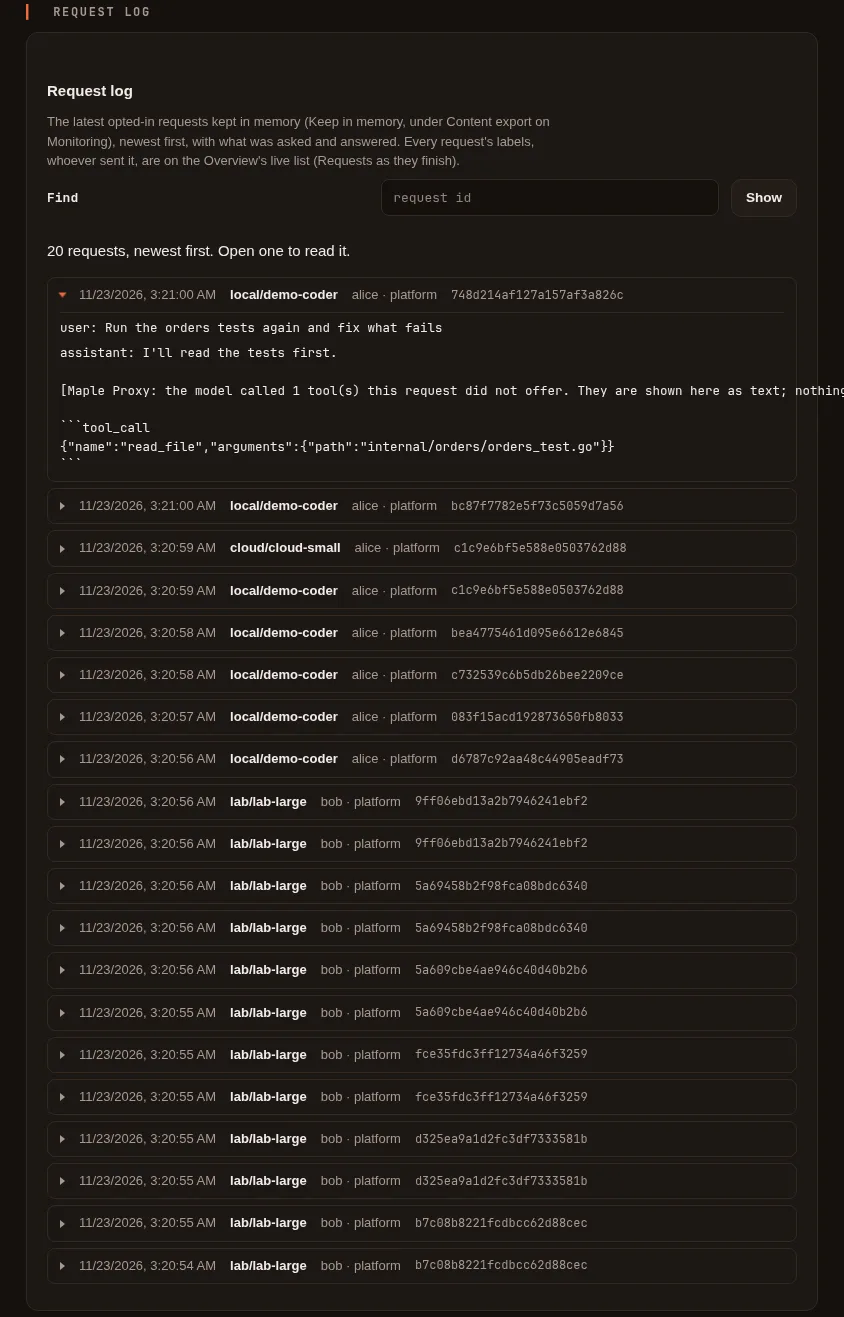 REQUEST LOG
Request log
The latest opted-in requests kept in memory (Keep in memory, under Content export on
Monitoring), newest first, with what was asked and answered. Every request's labels,
whoever sent it, are on the Overview's live list (Requests as they finish).
Find request id Show
20 requests, newest first. Open one to read it.
11/23/2026, 3:21:00 AM local/demo-coder alice · platform 748d214af127a157af3a826c
user: Run the orders tests again and fix what fails
assistant: I'll read the tests first.
[Maple Proxy: the model called 1 tool(s) this request did not offer. They are shown here as text; nothing
```tool_call
{"name":"read_file","arguments":{"path":"internal/orders/orders_test.go"}}
```
11/23/2026, 3:21:00 AM local/demo-coder alice · platform bc87f7782e5f73c5059d7a56
11/23/2026, 3:20:59 AM cloud/cloud-small alice · platform c1c9e6bf5e588e0503762d88
11/23/2026, 3:20:59 AM local/demo-coder alice · platform c1c9e6bf5e588e0503762d88
11/23/2026, 3:20:58 AM local/demo-coder alice · platform bea4775461d095e6612e6845
11/23/2026, 3:20:58 AM local/demo-coder alice · platform c732539c6b5db26bee2209ce
11/23/2026, 3:20:57 AM local/demo-coder alice · platform 083f15acd192873650fb8033
11/23/2026, 3:20:56 AM local/demo-coder alice · platform d6787c92aa48c44905eadf73
11/23/2026, 3:20:56 AM lab/lab-large bob · platform 9ff06ebd13a2b7946241ebf2
11/23/2026, 3:20:56 AM lab/lab-large bob · platform 9ff06ebd13a2b7946241ebf2
11/23/2026, 3:20:56 AM lab/lab-large bob · platform 5a69458b2f98fca08bdc6340
11/23/2026, 3:20:56 AM lab/lab-large bob · platform 5a69458b2f98fca08bdc6340
11/23/2026, 3:20:56 AM lab/lab-large bob · platform 5a609cbe4ae946c40d40b2b6
11/23/2026, 3:20:55 AM lab/lab-large bob · platform 5a609cbe4ae946c40d40b2b6
11/23/2026, 3:20:55 AM lab/lab-large bob · platform fce35fdc3ff12734a46f3259
11/23/2026, 3:20:55 AM lab/lab-large bob · platform fce35fdc3ff12734a46f3259
11/23/2026, 3:20:55 AM lab/lab-large bob · platform d325ea9a1d2fc3df7333581b
11/23/2026, 3:20:55 AM lab/lab-large bob · platform d325ea9a1d2fc3df7333581b
11/23/2026, 3:20:55 AM lab/lab-large bob · platform b7c08b8221fcdbcc62d88cec
11/23/2026, 3:20:54 AM lab/lab-large bob · platform b7c08b8221fcdbcc62d88cec